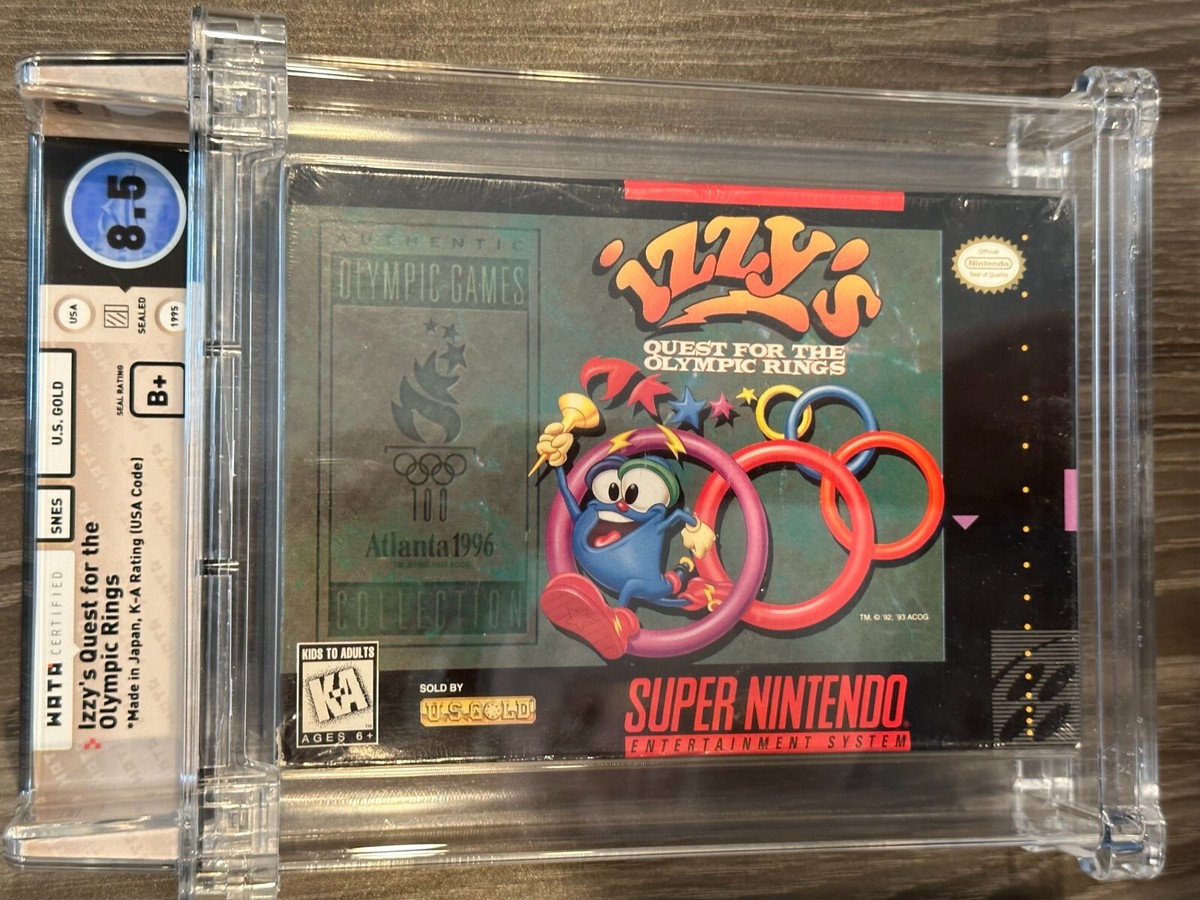 8.5
USA
SEALED
1995
U.S. GOLD
SEAL RATING
B+
SNES
WATA CERTIFIED
Izzy's Quest for the
Olympic Rings
*Made in Japan, K-A Rating (USA Code)
AUTHENTIC
OLYMPIC GAMES
100
Atlanta 1996
COLLECTION
izzy's
QUEST FOR THE
OLYMPIC RINGS
Official
Nintendo
Seal of Quality
TM, © '92, '93 ACOG
KIDS TO ADULTS
K-A
TM
AGES 6+
SOLD BY
U.S.GOLD
SUPER NINTENDO
ENTERTAINMENT SYSTEM